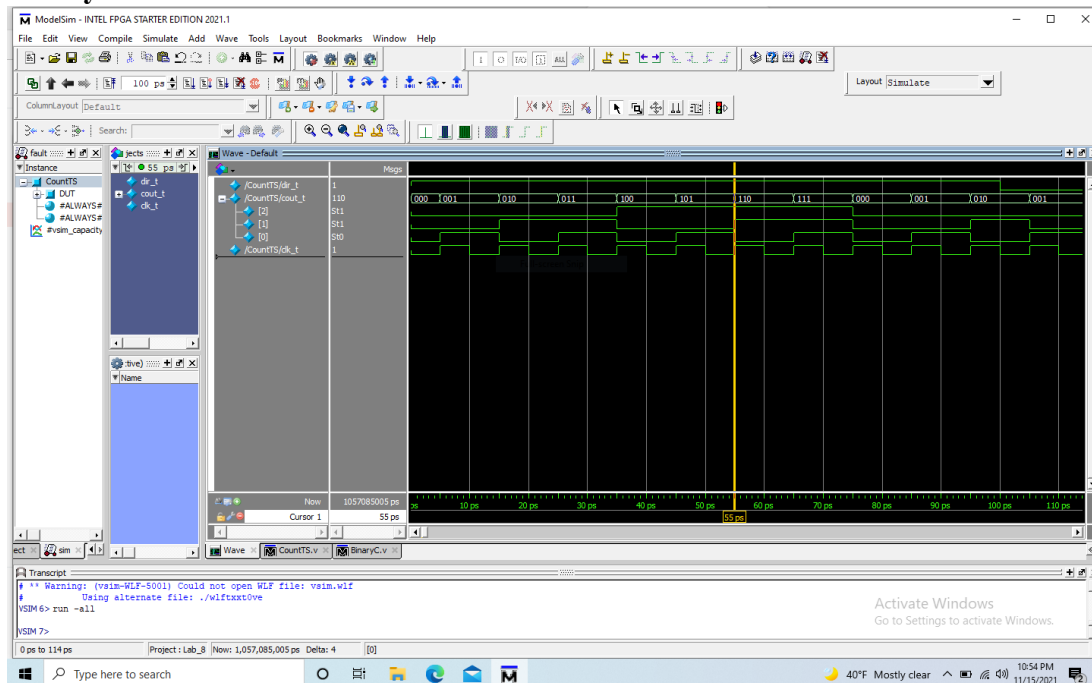 ModelSim - INTEL FPGA STARTER EDITION 2021.1
File Edit View Compile Simulate Add Wave Tools Layout Bookmarks Window Help
100 ps
Layout Simulate
ColumnLayout Default
Search:
fault
jects
Wave - Default
Instance
55 ps
Msgs
CountTS
DUT
#ALWAYS#
#ALWAYS#
#vsim_capacity
dir_t
cout_t
clk_t
/CountTS/dir_t 1
/CountTS/cout_t 110 000 001 010 011 100 101 110 111 000 001 010 001
[2] St1
[1] St1
[0] St0
/CountTS/clk_t 1
:tive)
Name
Now 1057085005 ps ps 10 ps 20 ps 30 ps 40 ps 50 ps 60 ps 70 ps 80 ps 90 ps 100 ps 110 ps
Cursor 1 55 ps 55 ps
ect sim Wave CountTS.v BinaryC.v
Transcript
# ** Warning: (vsim-WLF-5001) Could not open WLF file: vsim.wlf
# Using alternate file: ./wlftxxt0ve
VSIM 6> run -all
VSIM 7>
Activate Windows
Go to Settings to activate Windows.
0 ps to 114 ps Project : Lab_8 Now: 1,057,085,005 ps Delta: 4 [0]
Type here to search
40°F Mostly clear
10:54 PM
11/15/2021